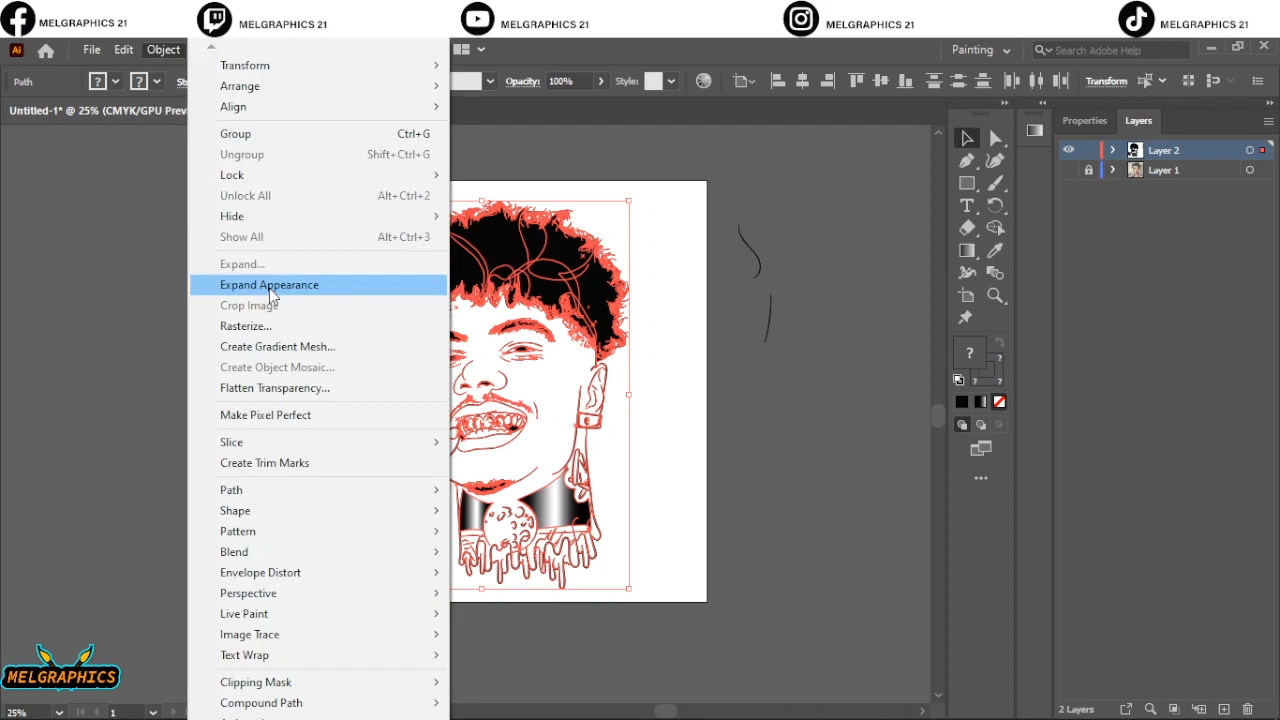 MELGRAPHICS 21 MELGRAPHICS 21 MELGRAPHICS 21 MELGRAPHICS 21 MELGRAPHICS 21
Ai File Edit Object Painting Search Adobe Help
Path ? ? St Opacity: 100% Style: Transform
Untitled-1* @ 25% (CMYK/GPU Prev
Transform
Arrange
Align
Group Ctrl+G
Ungroup Shift+Ctrl+G
Lock
Unlock All Alt+Ctrl+2
Hide
Show All Alt+Ctrl+3
Expand...
Expand Appearance
Crop Image
Rasterize...
Create Gradient Mesh...
Create Object Mosaic...
Flatten Transparency...
Make Pixel Perfect
Slice
Create Trim Marks
Path
Shape
Pattern
Blend
Envelope Distort
Perspective
Live Paint
Image Trace
Text Wrap
Clipping Mask
Compound Path
Properties Layers
Layer 2
Layer 1
?
?
? ?
MELGRAPHICS
25% 1
2 Layers